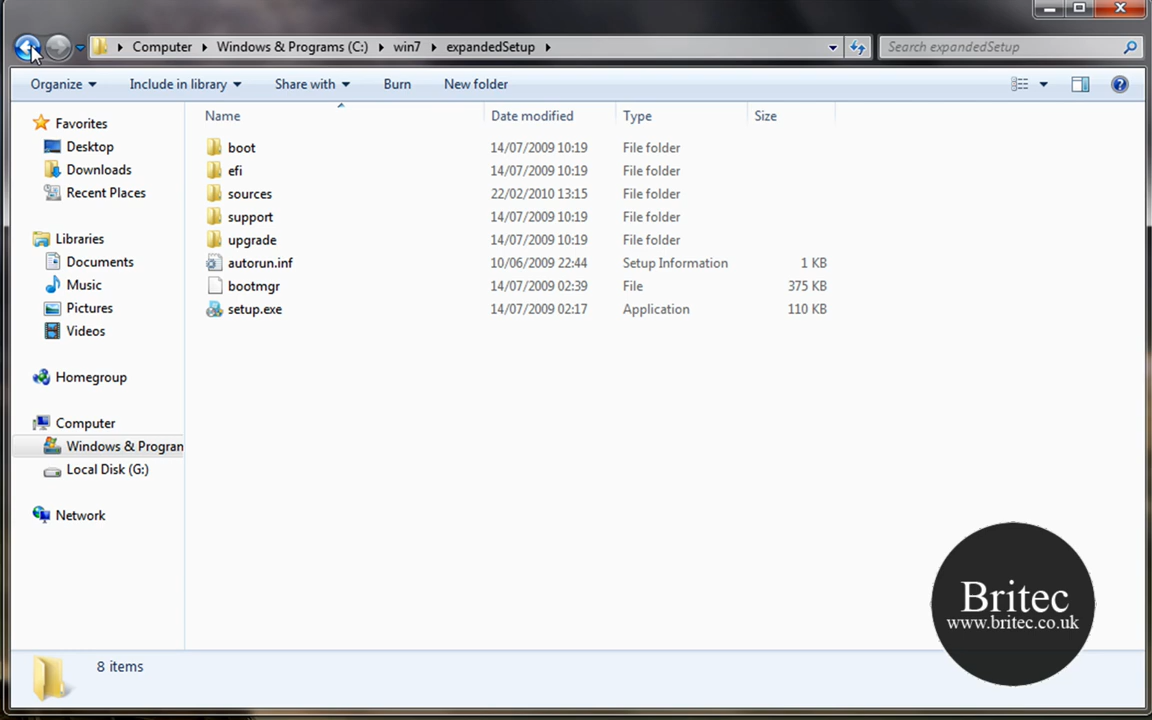 Computer Windows & Programs (C:) win7 expandedSetup Search expandedSetup
Organize Include in library Share with Burn New folder
Favorites
Desktop
Downloads
Recent Places
Libraries
Documents
Music
Pictures
Videos
Homegroup
Computer
Windows & Program
Local Disk (G:)
Network
Name Date modified Type Size
boot 14/07/2009 10:19 File folder
efi 14/07/2009 10:19 File folder
sources 22/02/2010 13:15 File folder
support 14/07/2009 10:19 File folder
upgrade 14/07/2009 10:19 File folder
autorun.inf 10/06/2009 22:44 Setup Information 1 KB
bootmgr 14/07/2009 02:39 File 375 KB
setup.exe 14/07/2009 02:17 Application 110 KB
8 items
Britec
www.britec.co.uk